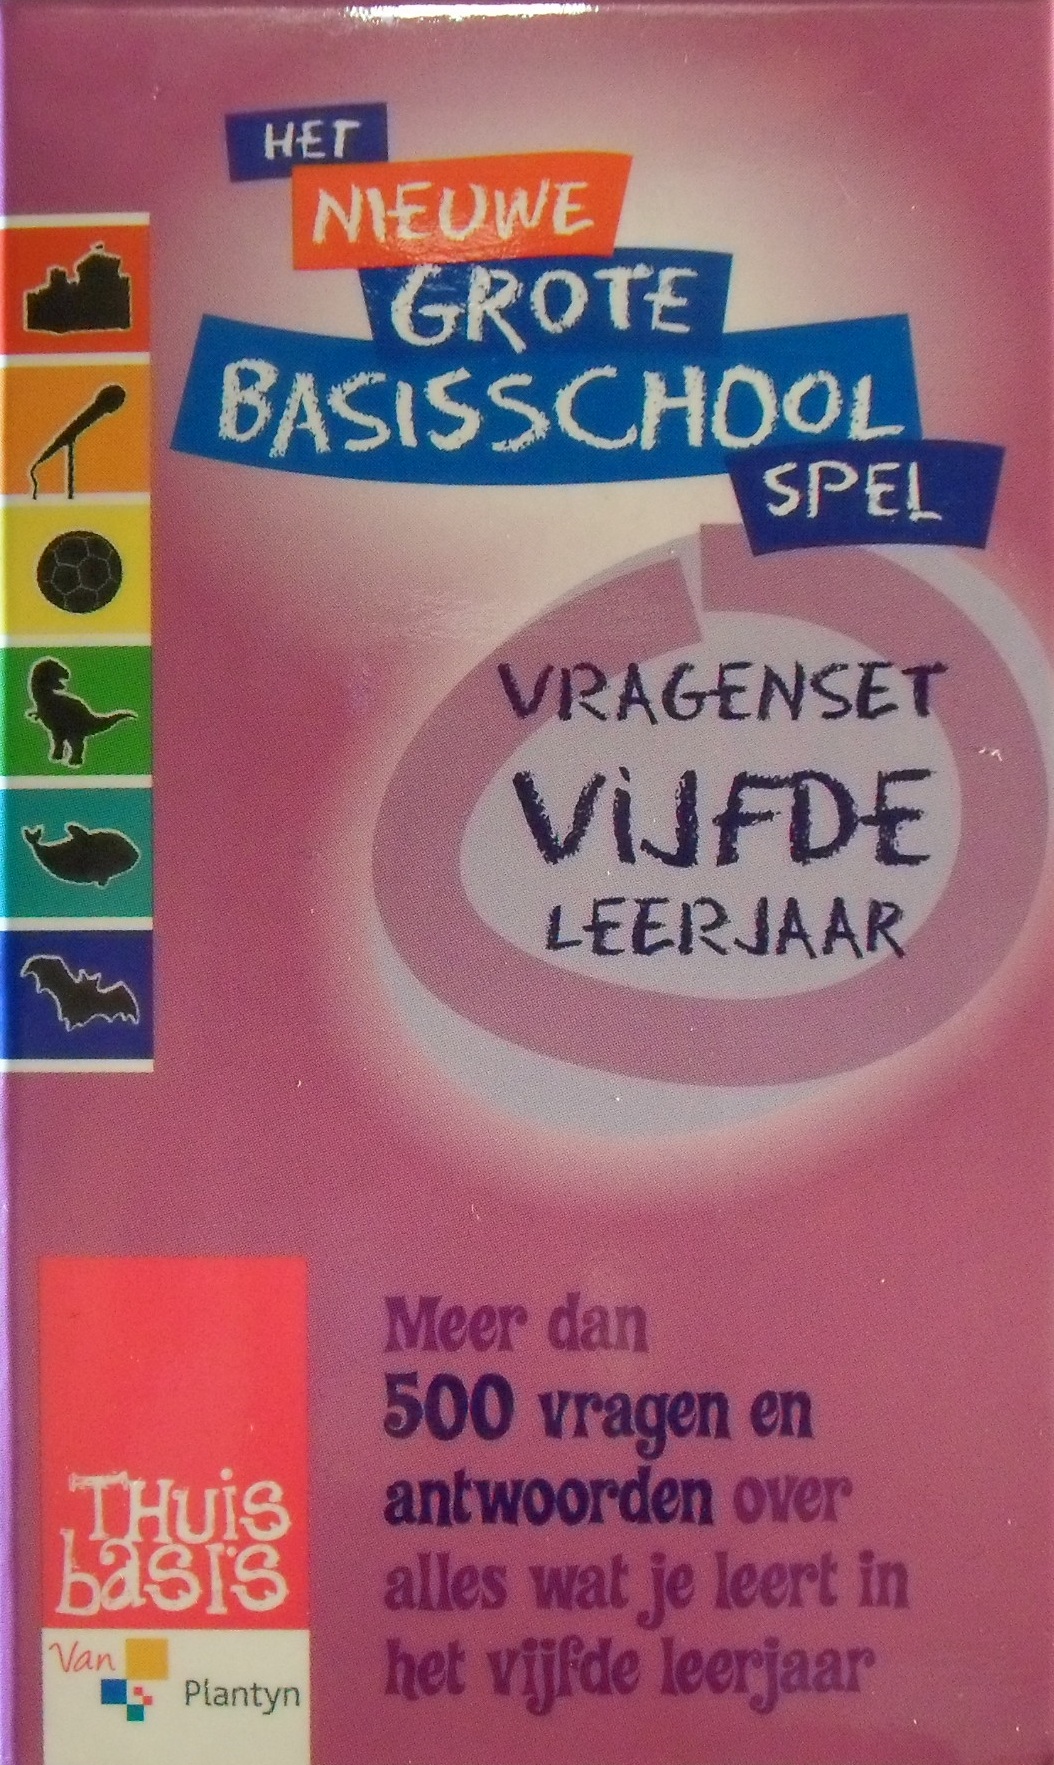 HET
NIEUWE
GROTE
BASISSCHOOL
SPEL
VRAGENSET
VIJFDE
LEERJAAR
Meer dan
500 vragen en
antwoorden over
alles wat je leert in
het vijfde leerjaar
THuis
basis
Van
Plantyn